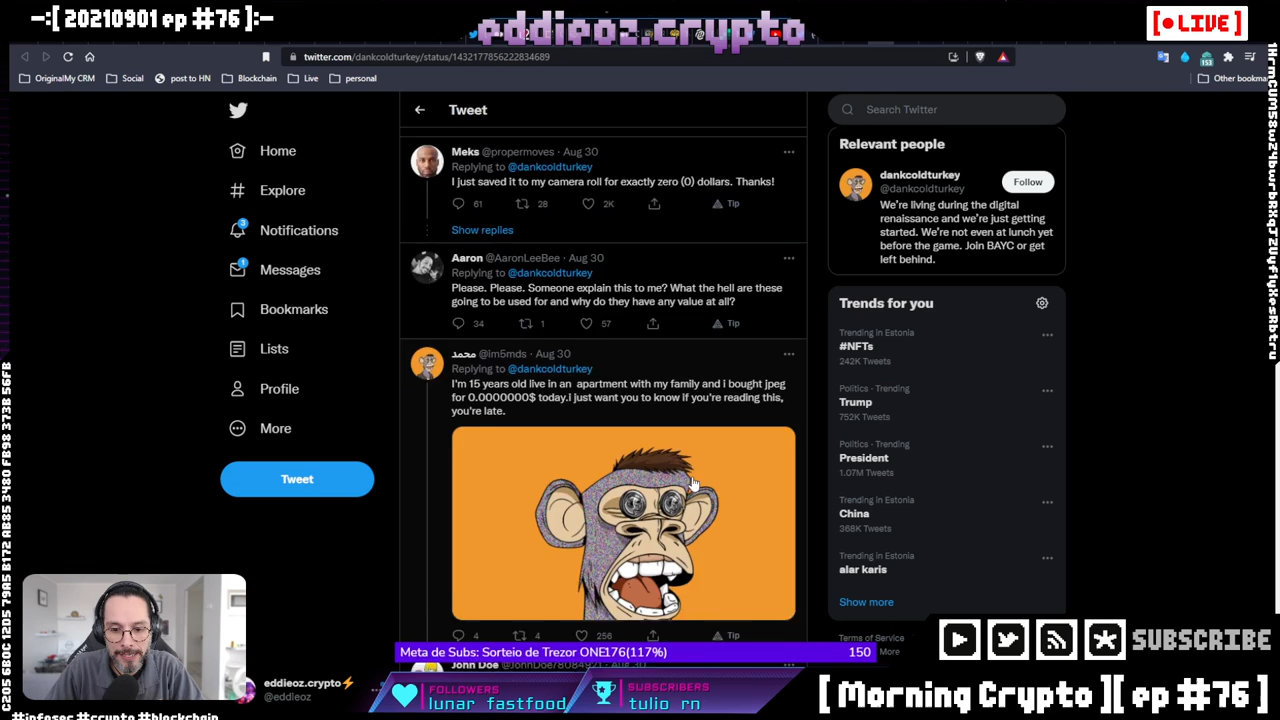 -:[ 20210901 ep #76 ]:-
eddieoz.crypto
[● LIVE ]
twitter.com/dankcoldturkey/status/1432177856222834689
153
OriginalMy CRM
Social
post to HN
Blockchain
Live
personal
Other bookma
Home
Explore
3
Notifications
1
Messages
Bookmarks
Lists
Profile
More
Tweet
Tweet
Meks @propermoves · Aug 30
Replying to @dankcoldturkey
I just saved it to my camera roll for exactly zero (0) dollars. Thanks!
61 28 2K Tip
Show replies
Aaron @AaronLeeBee · Aug 30
Replying to @dankcoldturkey
Please. Please. Someone explain this to me? What the hell are these
going to be used for and why do they have any value at all?
34 1 57 Tip
محمد @im5mds · Aug 30
Replying to @dankcoldturkey
I'm 15 years old live in an apartment with my family and i bought jpeg
for 0.0000000$ today.i just want you to know if you're reading this,
you're late.
4 4 256 Tip
Search Twitter
Relevant people
dankcoldturkey
@dankcoldturkey
Follow
We're living during the digital
renaissance and we're just getting
started. We're not even at lunch yet
before the game. Join BAYC or get
left behind.
Trends for you
Trending in Estonia
#NFTs
242K Tweets
Politics · Trending
Trump
752K Tweets
Politics · Trending
President
1.07M Tweets
Trending in Estonia
China
368K Tweets
Trending in Estonia
alar karis
Show more
Terms of Service
More
Meta de Subs: Sorteio de Trezor ONE176(117%) 150
eddieoz.crypto⚡
@eddieoz
FOLLOWERS
lunar_fastfood
SUBSCRIBERS
tulio_rn
SUBSCRIBE
[ Morning Crypto ][ ep #76 ]
#infosec #crypto #blockchain